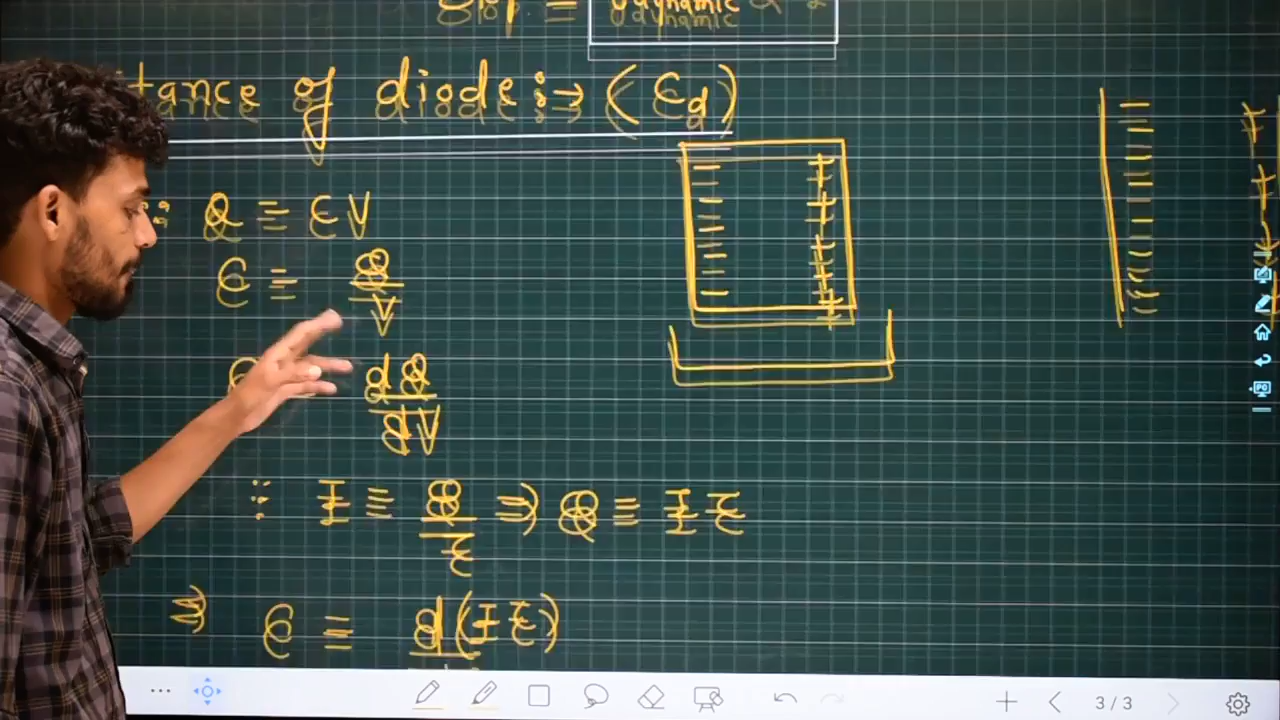 dynamic
tance of diode :→ (Cd)
∵ Q = CV
C = Q/V
dQ/dV
∵ I = Q/τ ⇒ Q = Iτ
⇒ C = d(Iτ)
3/3